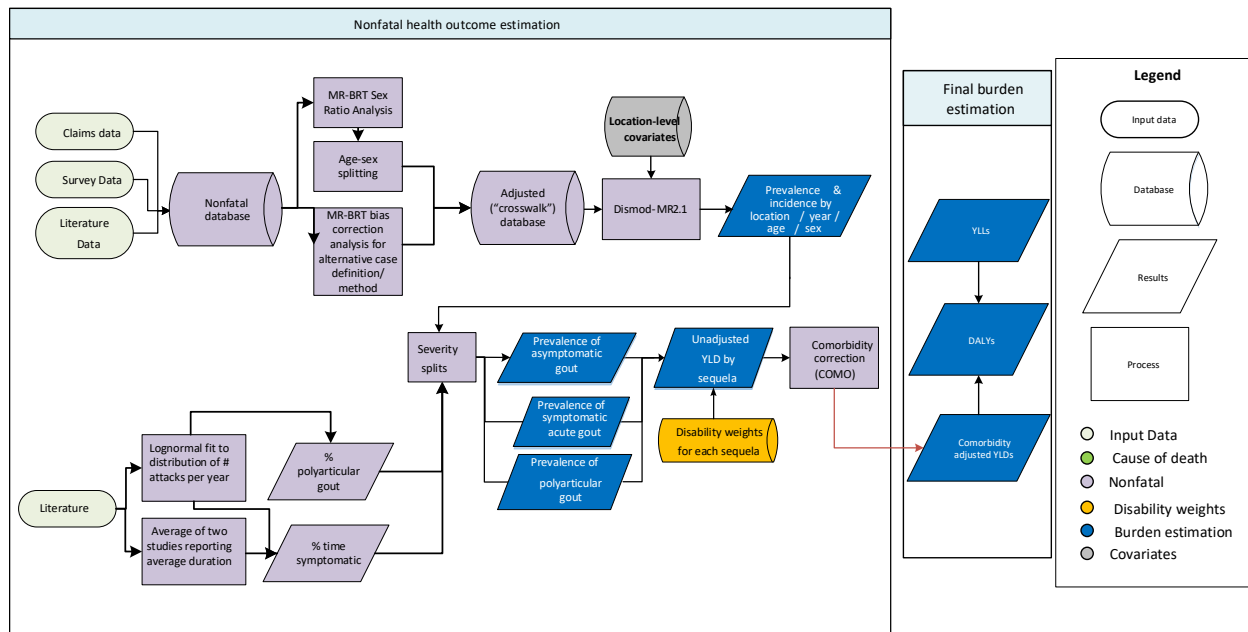 Nonfatal health outcome estimation
Claims data
Survey Data
Literature
Data
Nonfatal
database
MR-BRT Sex
Ratio Analysis
Age-sex
splitting
MR-BRT bias
correction
analysis for
alternative case
definition/
method
Adjusted
(“crosswalk”)
database
Location-level
covariates
Dismod-MR2.1
Prevalence &
incidence by
location / year /
age / sex
Severity
splits
Prevalence of
asymptomatic
gout
Prevalence of
symptomatic
acute gout
Prevalence of
polyarticular
gout
Unadjusted
YLD by
sequela
Disability weights
for each sequela
Comorbidity
correction
(COMO)
Literature
Lognormal fit to
distribution of #
attacks per year
Average of two
studies reporting
average duration
%
polyarticular
gout
% time
symptomatic
Final burden
estimation
YLLs
DALYs
Comorbidity
adjusted YLDs
Legend
Input data
Database
Results
Process
Input Data
Cause of death
Nonfatal
Disability weights
Burden estimation
Covariates